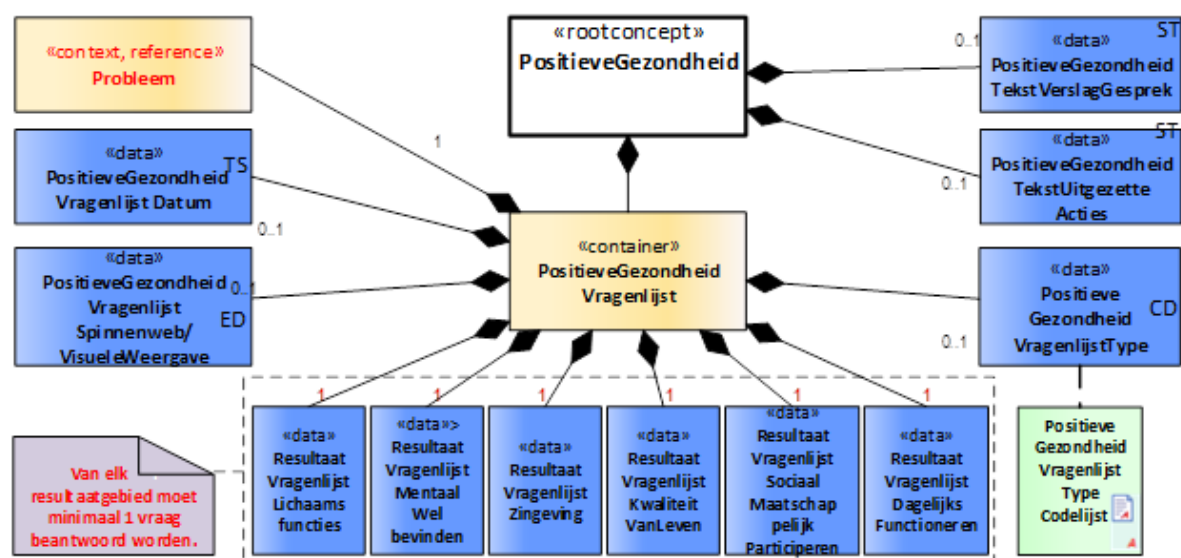 «context, reference»
Probleem
«rootconcept»
PositieveGezondheid
0..1
ST
«data»
PositieveGezondheid
TekstVerslagGesprek
1
«data»
TS
PositieveGezondheid
Vragenlijst Datum
0..1
ST
«data»
PositieveGezondheid
TekstUitgezette
Acties
0..1
«container»
PositieveGezondheid
Vragenlijst
«data»
PositieveGezondheid
Vragenlijst
0..1
Spinnenweb/
ED
VisueleWeergave
«data»
Positieve
Gezondheid
CD
VragenlijstType
0..1
1
1
1
1
1
1
«data»
Resultaat
Vragenlijst
Lichaams
functies
«data»>
Resultaat
Vragenlijst
Mentaal
Wel
bevinden
«data»
Resultaat
Vragenlijst
Zingeving
«data»
Resultaat
Vragenlijst
Kwaliteit
VanLeven
«data»
Resultaat
Vragenlijst
Sociaal
Maatschap
pelijk
Participeren
«data»
Resultaat
Vragenlijst
Dagelijks
Functioneren
Positieve
Gezondheid
Vragenlijst
Type
Codelijst
Van elk
resultaatgebied moet
minimaal 1 vraag
beantwoord worden.